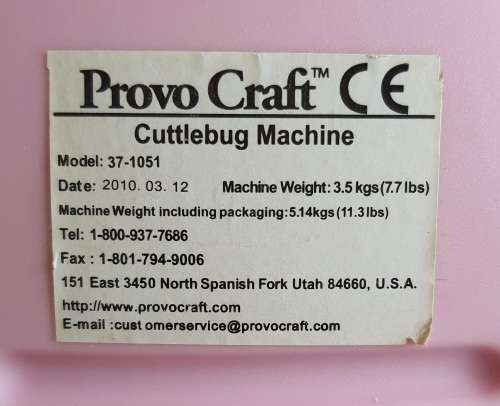 Provo Craft™ CE
Cuttlebug Machine
Model: 37-1051
Date: 2010. 03. 12 Machine Weight: 3.5 kgs (7.7 lbs)
Machine Weight including packaging: 5.14kgs (11.3 lbs)
Tel: 1-800-937-7686
Fax : 1-801-794-9006
151 East 3450 North Spanish Fork Utah 84660, U.S.A.
http://www.provocraft.com
E-mail :cust omerservice@provocraft.com